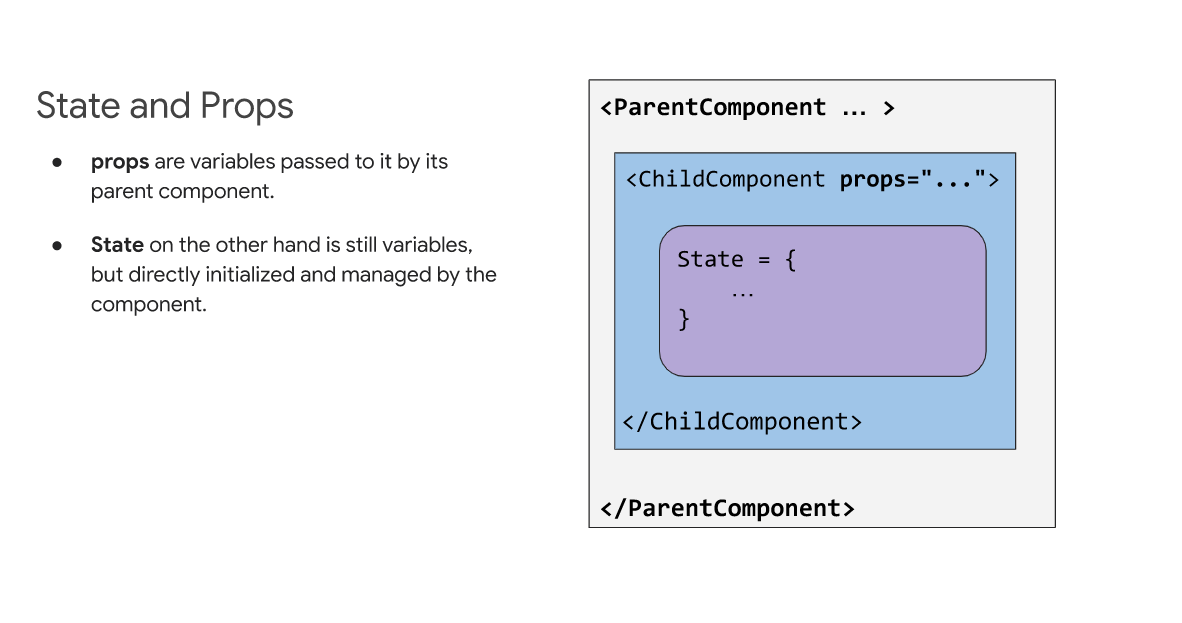 State and Props
● props are variables passed to it by its
parent component.
● State on the other hand is still variables,
but directly initialized and managed by the
component.
<ParentComponent … >
<ChildComponent props="...">
State = {
…
}
</ChildComponent>
</ParentComponent>